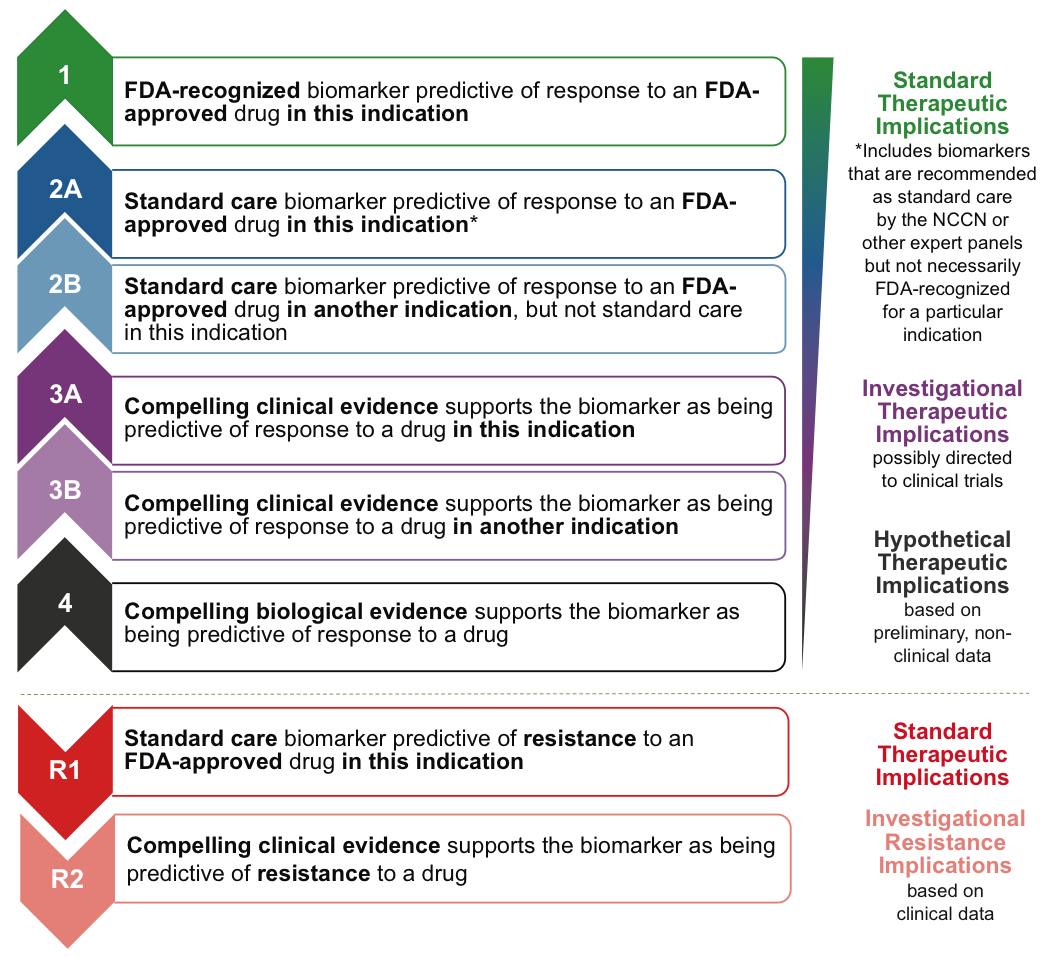 1
FDA-recognized biomarker predictive of response to an FDA-
approved drug in this indication
2A
Standard care biomarker predictive of response to an FDA-
approved drug in this indication*
2B
Standard care biomarker predictive of response to an FDA-
approved drug in another indication, but not standard care
in this indication
3A
Compelling clinical evidence supports the biomarker as being
predictive of response to a drug in this indication
3B
Compelling clinical evidence supports the biomarker as being
predictive of response to a drug in another indication
4
Compelling biological evidence supports the biomarker as
being predictive of response to a drug
Standard
Therapeutic
Implications
*Includes biomarkers
that are recommended
as standard care
by the NCCN or
other expert panels
but not necessarily
FDA-recognized
for a particular
indication
Investigational
Therapeutic
Implications
possibly directed
to clinical trials
Hypothetical
Therapeutic
Implications
based on
preliminary, non-
clinical data
R1
Standard care biomarker predictive of resistance to an
FDA-approved drug in this indication
Standard
Therapeutic
Implications
R2
Compelling clinical evidence supports the biomarker as being
predictive of resistance to a drug
Investigational
Resistance
Implications
based on
clinical data